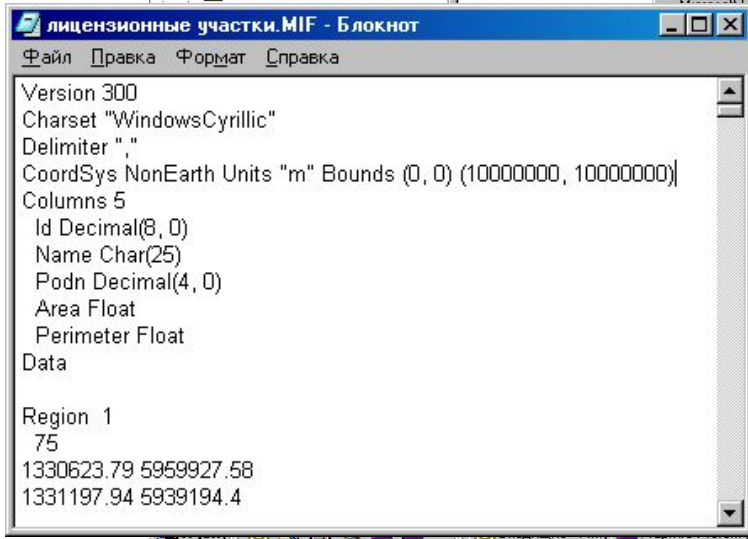 лицензионные участки.MIF - Блокнот
Файл Правка Формат Справка
Version 300
Charset "WindowsCyrillic"
Delimiter ","
CoordSys NonEarth Units "m" Bounds (0, 0) (10000000, 10000000)
Columns 5
Id Decimal(8, 0)
Name Char(25)
Podn Decimal(4, 0)
Area Float
Perimeter Float
Data
Region 1
75
1330623.79 5959927.58
1331197.94 5939194.4